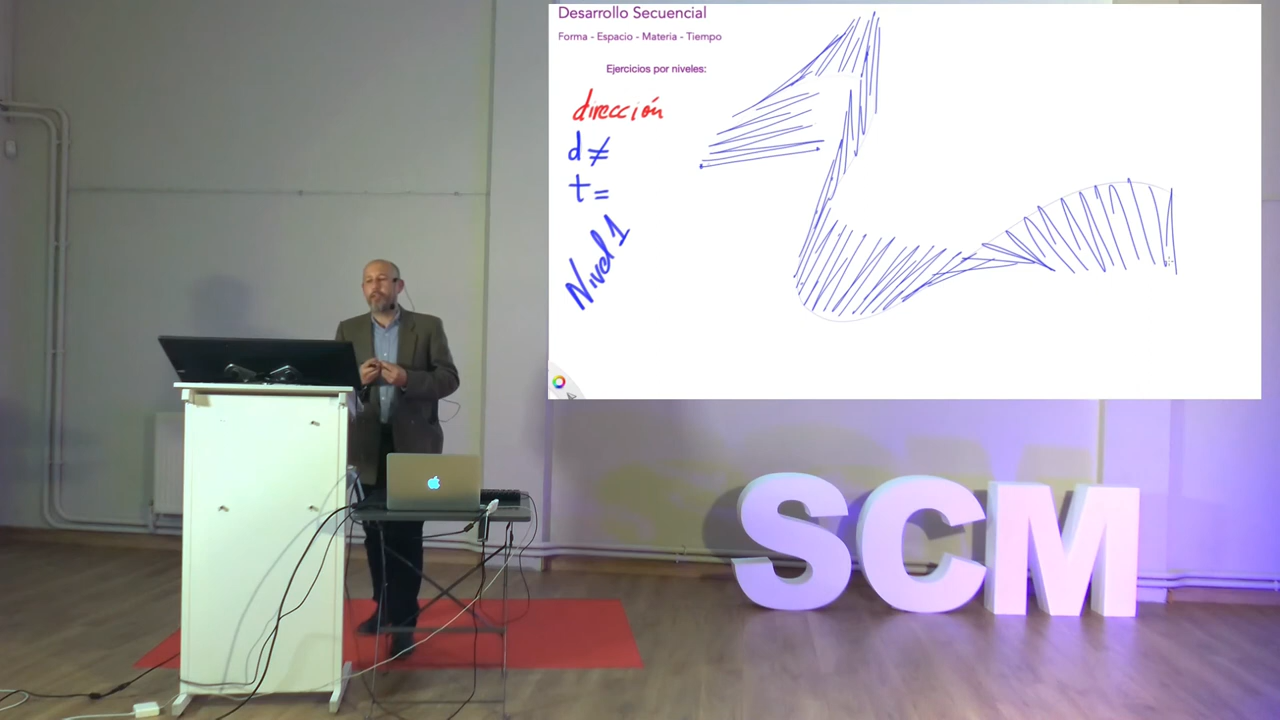 Desarrollo Secuencial
Forma - Espacio - Materia - Tiempo
Ejercicios por niveles:
dirección
d ≠
t =
Nivel 1
SCM